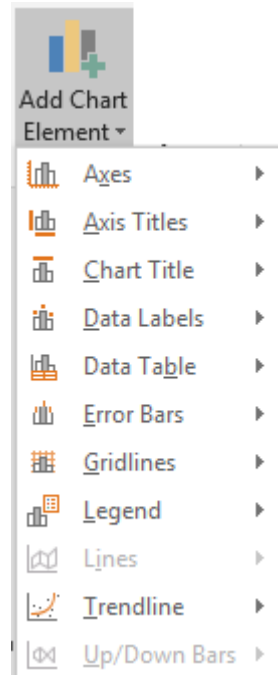 Add Chart
Element
Axes
Axis Titles
Chart Title
Data Labels
Data Table
Error Bars
Gridlines
Legend
Lines
Trendline
Up/Down Bars